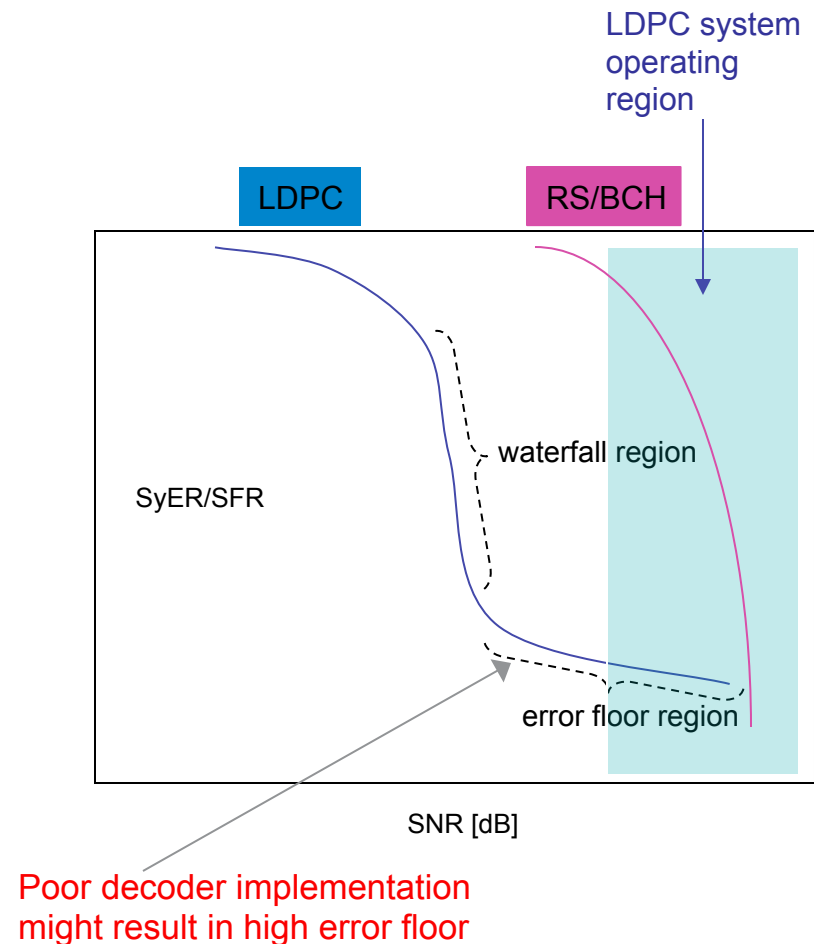 LDPC system
operating
region
LDPC
RS/BCH
waterfall region
SyER/SFR
error floor region
SNR [dB]
Poor decoder implementation
might result in high error floor